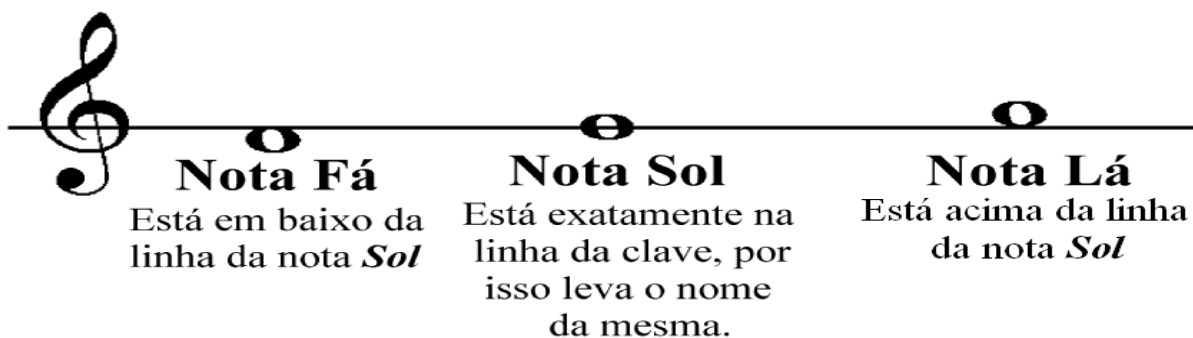 Nota Fá
Está em baixo da
linha da nota Sol
Nota Sol
Está exatamente na
linha da clave, por
isso leva o nome
da mesma.
Nota Lá
Está acima da linha
da nota Sol